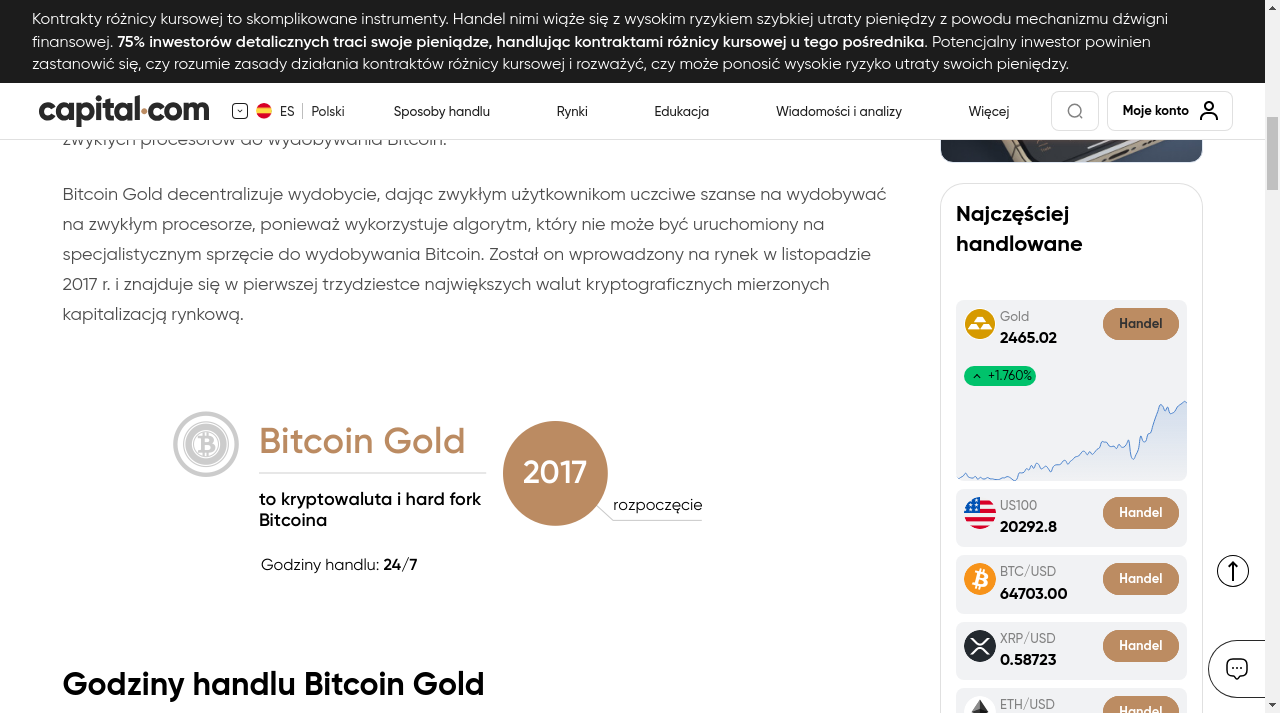 Kontrakty różnicy kursowej to skomplikowane instrumenty. Handel nimi wiąże się z wysokim ryzykiem szybkiej utraty pieniędzy z powodu mechanizmu dźwigni
finansowej. 75% inwestorów detalicznych traci swoje pieniądze, handlując kontraktami różnicy kursowej u tego pośrednika. Potencjalny inwestor powinien
zastanowić się, czy rozumie zasady działania kontraktów różnicy kursowej i rozważyć, czy może ponosić wysokie ryzyko utraty swoich pieniędzy.
capital.com
ES
Polski
Sposoby handlu
Rynki
Edukacja
Wiadomości i analizy
Więcej
Moje konto
zwykłych procesorów do wydobywania Bitcoin.
Bitcoin Gold decentralizuje wydobycie, dając zwykłym użytkownikom uczciwe szanse na wydobywać
na zwykłym procesorze, ponieważ wykorzystuje algorytm, który nie może być uruchomiony na
specjalistycznym sprzęcie do wydobywania Bitcoin. Został on wprowadzony na rynek w listopadzie
2017 r. i znajduje się w pierwszej trzydziestce największych walut kryptograficznych mierzonych
kapitalizacją rynkową.
Bitcoin Gold
to kryptowaluta i hard fork
Bitcoina
Godziny handlu: 24/7
2017
rozpoczęcie
Godziny handlu Bitcoin Gold
Najczęściej
handlowane
Gold
2465.02
Handel
+1.760%
US100
20292.8
Handel
BTC/USD
64703.00
Handel
XRP/USD
0.58723
Handel
ETH/USD
Handel